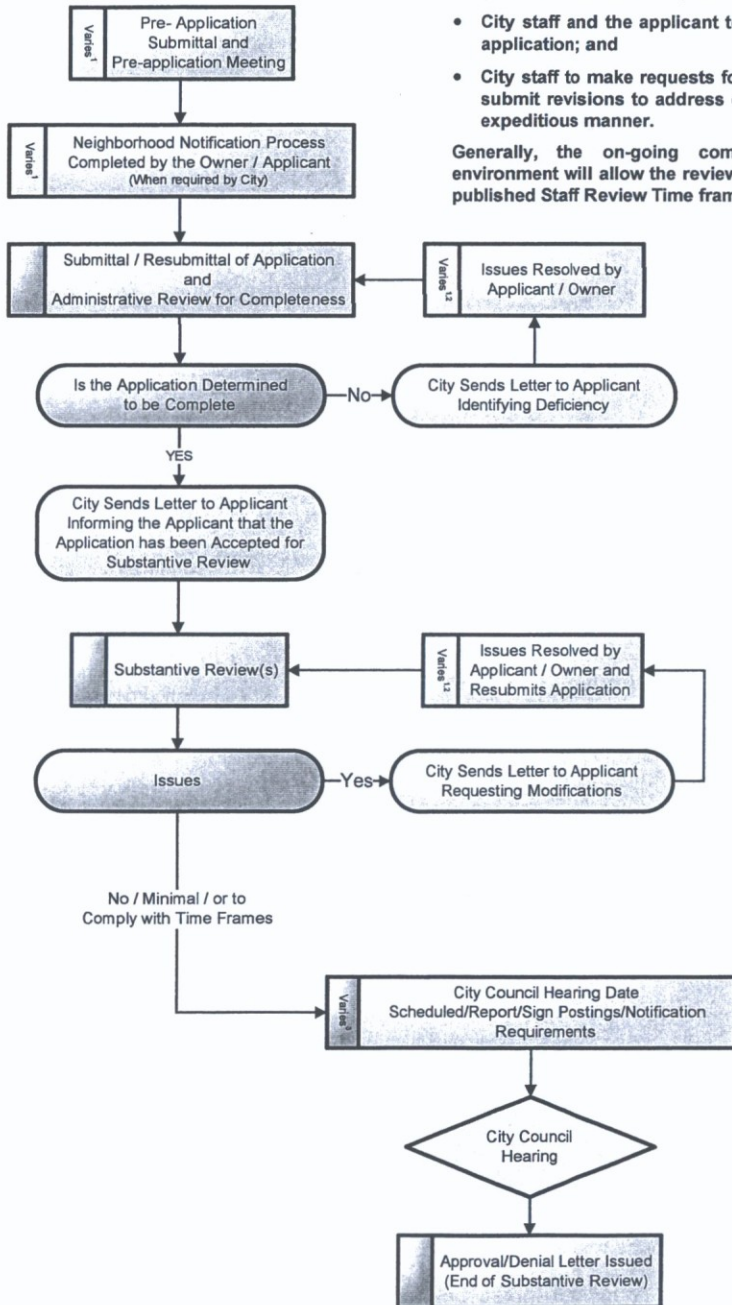 Pre- Application
Submittal and
Pre-application Meeting
Varies1
• City staff and the applicant
application; and
• City staff to make requests
submit revisions to address
expeditious manner.
Generally, the on-going
environment will allow the review
published Staff Review Time
Varies1
Neighborhood Notification Process
Completed by the Owner / Applicant
(When required by City)
Submittal / Resubmittal of Application
and
Administrative Review for Completeness
Varies1,2
Issues Resolved by
Applicant / Owner
Is the Application Determined
to be Complete
No
City Sends Letter to Applicant
Identifying Deficiency
YES
City Sends Letter to Applicant
Informing the Applicant that the
Application has been Accepted for
Substantive Review
Substantive Review(s)
Varies1,2
Issues Resolved by
Applicant / Owner and
Resubmits Application
Issues
Yes
City Sends Letter to Applicant
Requesting Modifications
No / Minimal / or to
Comply with Time Frames
Varies3
City Council Hearing Date
Scheduled/Report/Sign Postings/Notification
Requirements
City Council
Hearing
Approval/Denial Letter Issued
(End of Substantive Review)